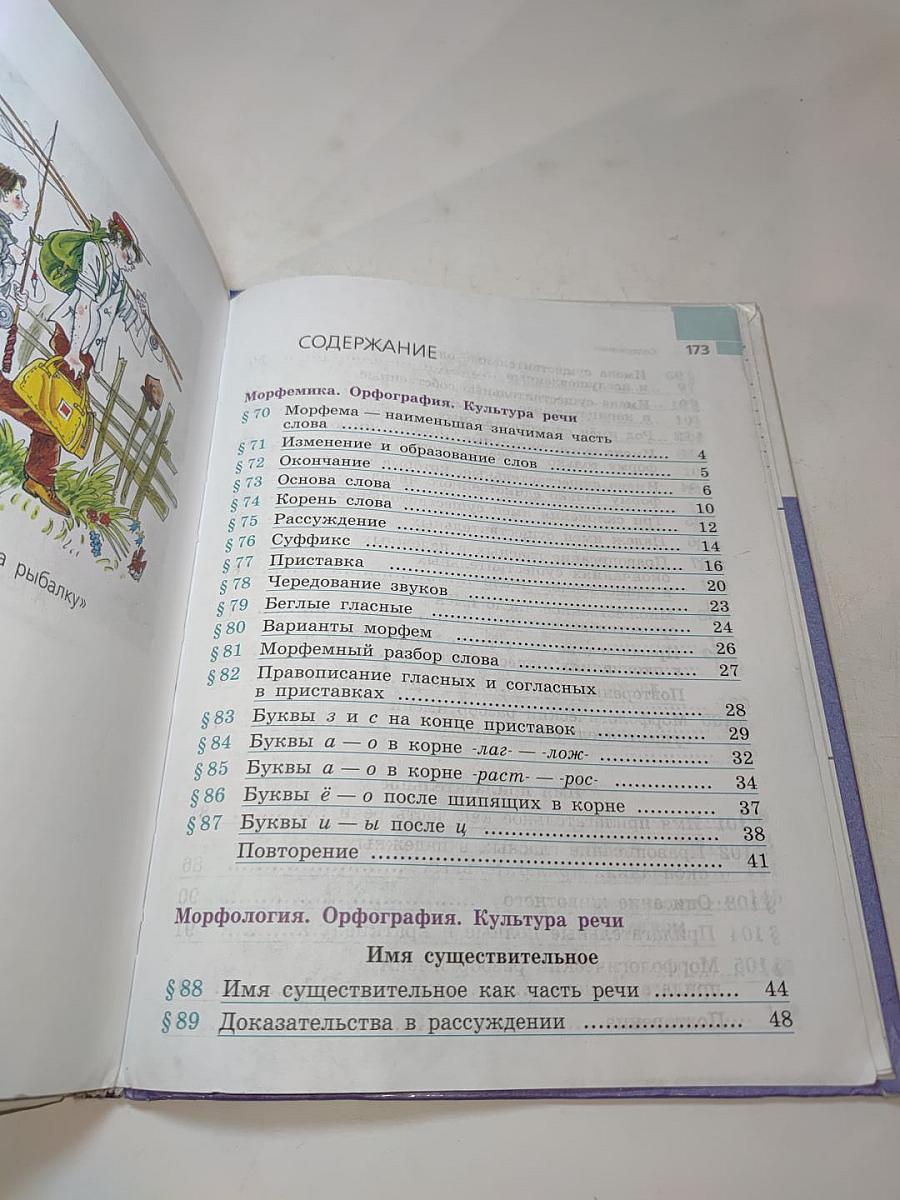 а рыбалку»
СОДЕРЖАНИЕ
173
Морфемика. Орфография. Культура речи
§ 70 Морфема — наименьшая значимая часть
слова .......... 4
§ 71 Изменение и образование слов .......... 5
§ 72 Окончание .......... 6
§ 73 Основа слова .......... 10
§ 74 Корень слова .......... 12
§ 75 Рассуждение .......... 14
§ 76 Суффикс .......... 16
§ 77 Приставка .......... 20
§ 78 Чередование звуков .......... 23
§ 79 Беглые гласные .......... 24
§ 80 Варианты морфем .......... 26
§ 81 Морфемный разбор слова .......... 27
§ 82 Правописание гласных и согласных
в приставках .......... 28
§ 83 Буквы з и с на конце приставок .......... 29
§ 84 Буквы а — о в корне -лаг- — -лож- 32
§ 85 Буквы а — о в корне -раст- — -рос- .......... 34
§ 86 Буквы ё — о после шипящих в корне .......... 37
§ 87 Буквы и — ы после ц .......... 38
Повторение .......... 41
Морфология. Орфография. Культура речи
Имя существительное
§ 88 Имя существительное как часть речи .......... 44
§ 89 Доказательства в рассуждении .......... 48